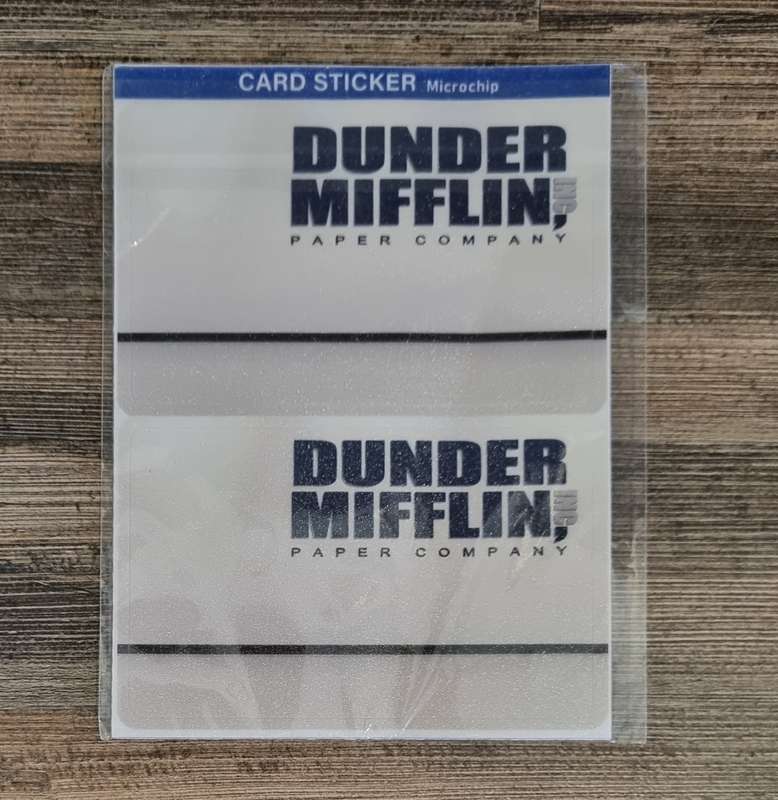 CARD STICKER Microchip
DUNDER
MIFFLIN, INC
PAPER COMPANY
DUNDER
MIFFLIN, INC
PAPER COMPANY